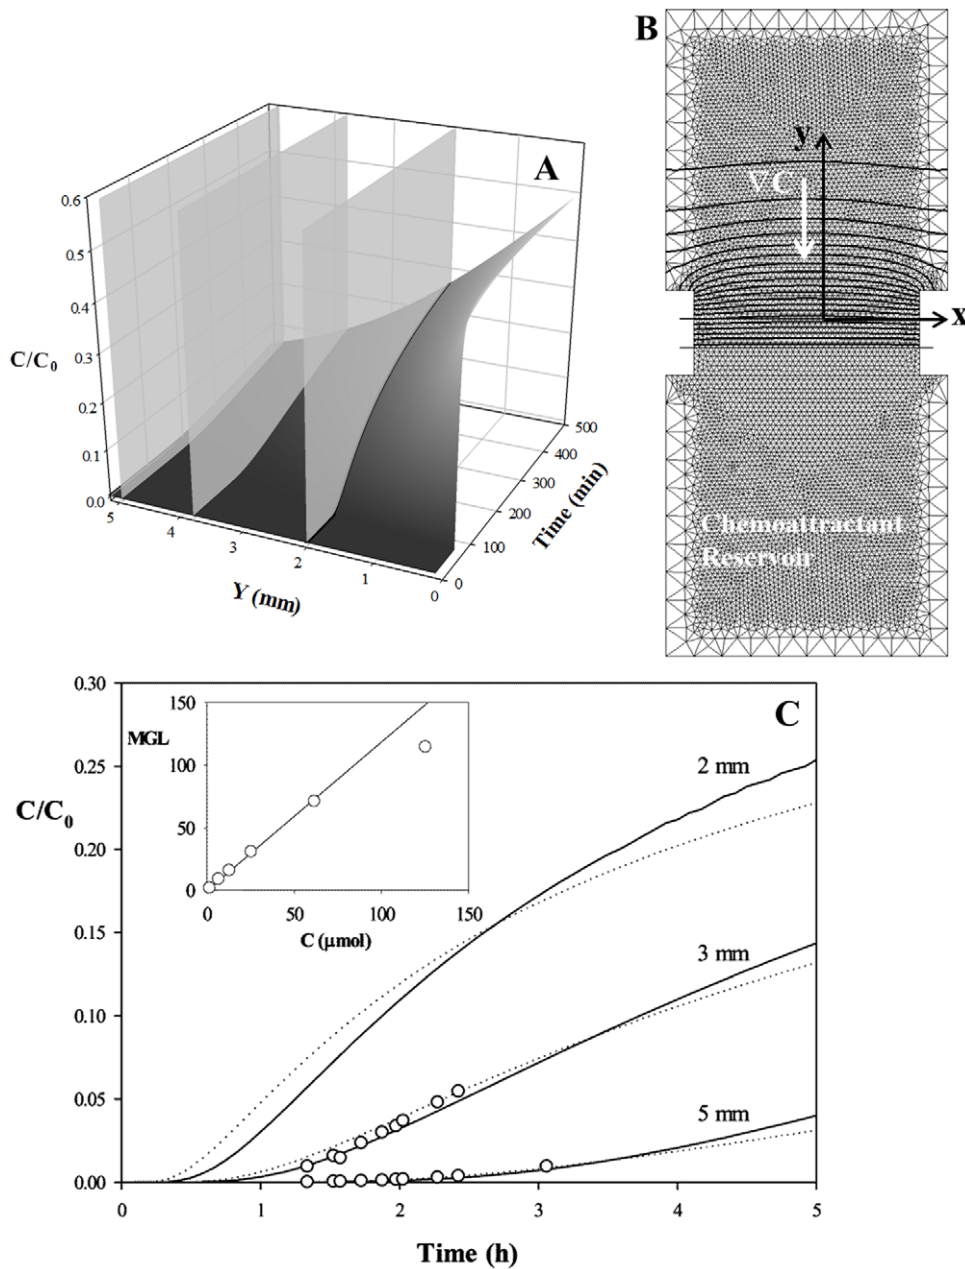 A
0.6
0.5
0.4
0.3
0.2
0.1
0.0
C/C0
5
4
3
2
1
0
Y (mm)
0
100
200
300
400
500
Time (min)
B
y
∇C
x
Chemoattractant
Reservoir
C
0.30
0.25
0.20
0.15
0.10
0.05
0.00
C/C0
0
1
2
3
4
5
Time (h)
2 mm
3 mm
5 mm
MGL
150
100
50
0
0
50
100
150
C (µmol)